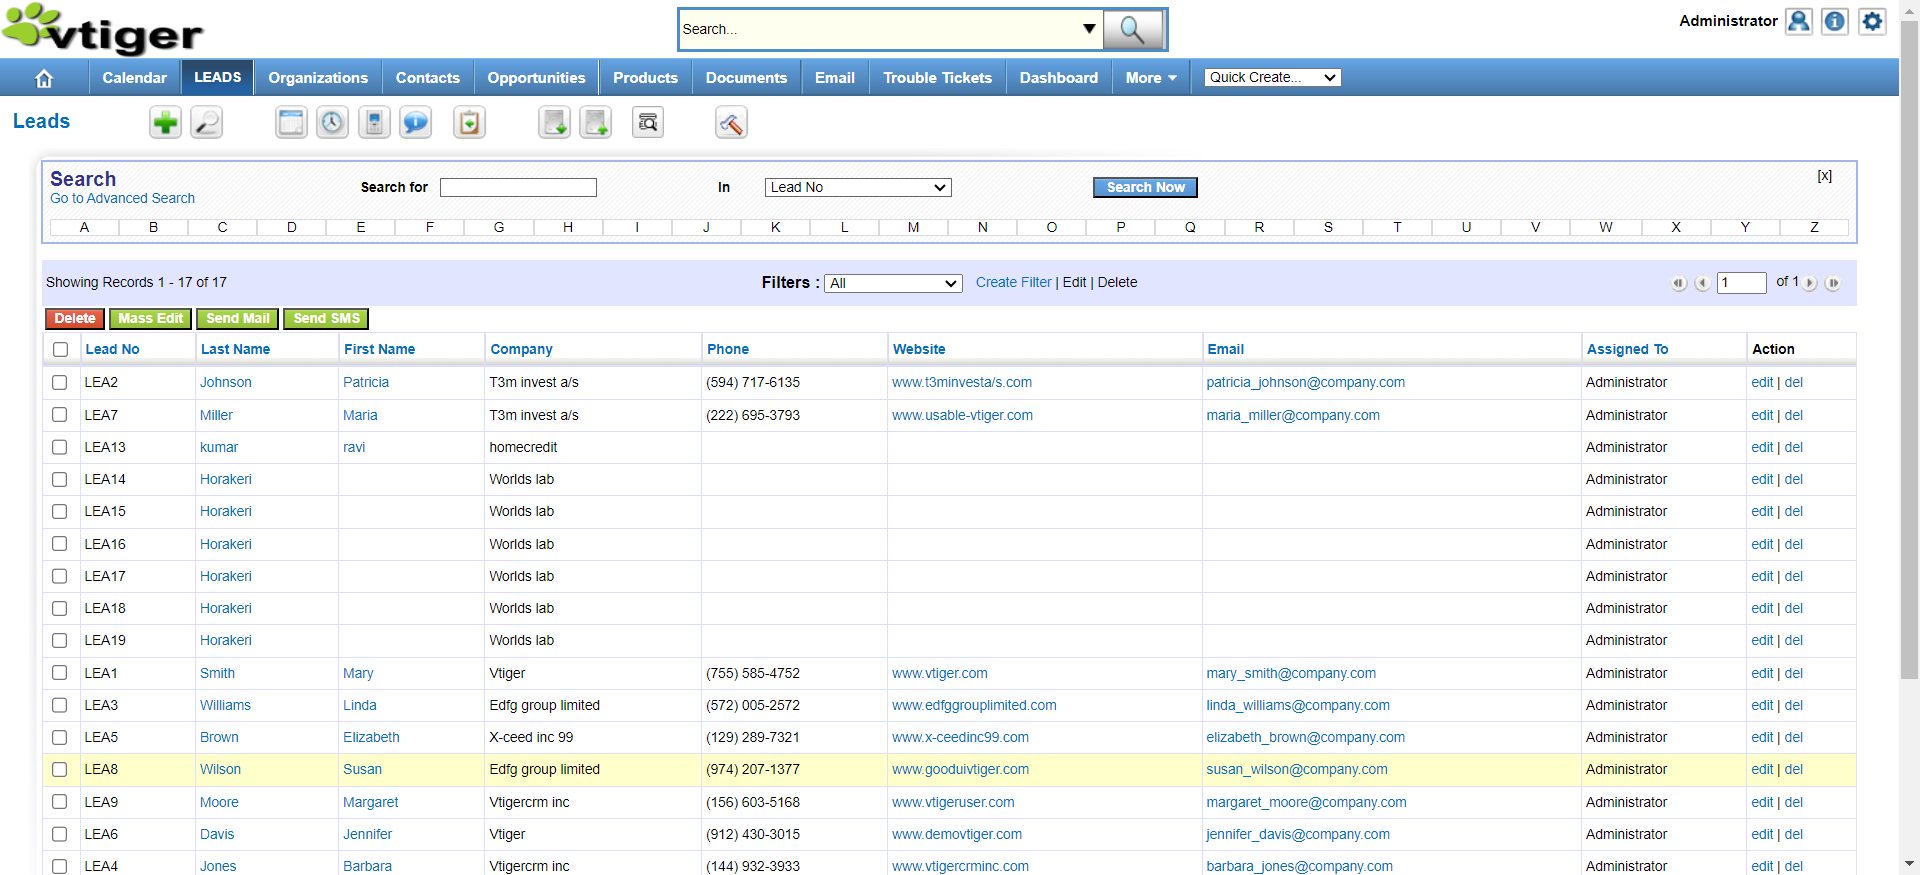 vtiger
Search...
Administrator
Calendar LEADS Organizations Contacts Opportunities Products Documents Email Trouble Tickets Dashboard More Quick Create...
Leads
Search
Go to Advanced Search
Search for In Lead No Search Now [x]
A B C D E F G H I J K L M N O P Q R S T U V W X Y Z
Showing Records 1 - 17 of 17 Filters : All Create Filter | Edit | Delete 1 of 1
Delete Mass Edit Send Mail Send SMS
Lead No Last Name First Name Company Phone Website Email Assigned To Action
LEA2 Johnson Patricia T3m invest a/s (594) 717-6135 www.t3minvesta/s.com patricia_johnson@company.com Administrator edit | del
LEA7 Miller Maria T3m invest a/s (222) 695-3793 www.usable-vtiger.com maria_miller@company.com Administrator edit | del
LEA13 kumar ravi homecredit Administrator edit | del
LEA14 Horakeri Worlds lab Administrator edit | del
LEA15 Horakeri Worlds lab Administrator edit | del
LEA16 Horakeri Worlds lab Administrator edit | del
LEA17 Horakeri Worlds lab Administrator edit | del
LEA18 Horakeri Worlds lab Administrator edit | del
LEA19 Horakeri Worlds lab Administrator edit | del
LEA1 Smith Mary Vtiger (755) 585-4752 www.vtiger.com mary_smith@company.com Administrator edit | del
LEA3 Williams Linda Edfg group limited (572) 005-2572 www.edfggrouplimited.com linda_williams@company.com Administrator edit | del
LEA5 Brown Elizabeth X-ceed inc 99 (129) 289-7321 www.x-ceedinc99.com elizabeth_brown@company.com Administrator edit | del
LEA8 Wilson Susan Edfg group limited (974) 207-1377 www.gooduivtiger.com susan_wilson@company.com Administrator edit | del
LEA9 Moore Margaret Vtigercrm inc (156) 603-5168 www.vtigeruser.com margaret_moore@company.com Administrator edit | del
LEA6 Davis Jennifer Vtiger (912) 430-3015 www.demovtiger.com jennifer_davis@company.com Administrator edit | del
LEA4 Jones Barbara Vtigercrm inc (144) 932-3933 www.vtigercrminc.com barbara_jones@company.com Administrator edit | del